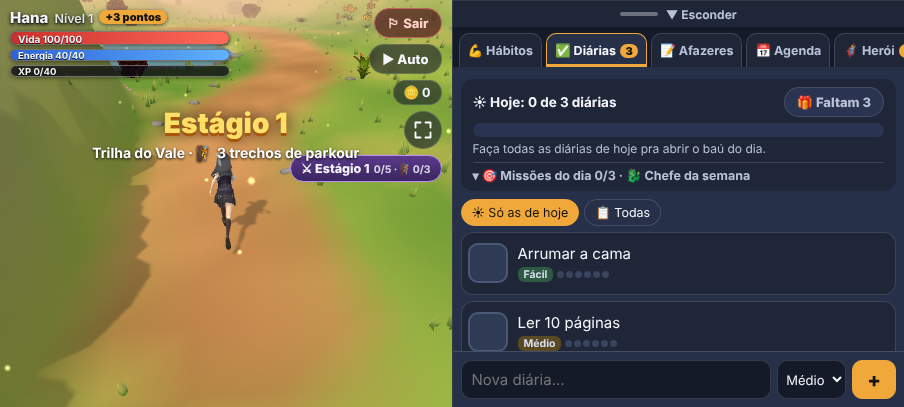 Hana Nível 1 +3 pontos
Vida 100/100
Energia 40/40
XP 0/40
Sair
Auto
0
Estágio 1
Trilha do Vale · 3 trechos de parkour
Estágio 1 0/5 · 0/3
Esconder
Hábitos
Diárias 3
Afazeres
Agenda
Herói
Hoje: 0 de 3 diárias
Faltam 3
Faça todas as diárias de hoje pra abrir o baú do dia.
Missões do dia 0/3 · Chefe da semana
Só as de hoje
Todas
Arrumar a cama
Fácil
Ler 10 páginas
Médio
Nova diária...
Médio
+